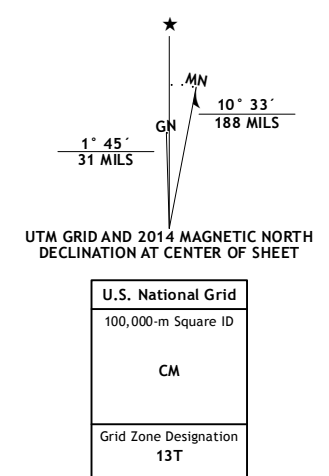 ★
MN
10° 33´
188 MILS
GN
1° 45´
31 MILS
UTM GRID AND 2014 MAGNETIC NORTH
DECLINATION AT CENTER OF SHEET
U.S. National Grid
100,000-m Square ID
CM
Grid Zone Designation
13T